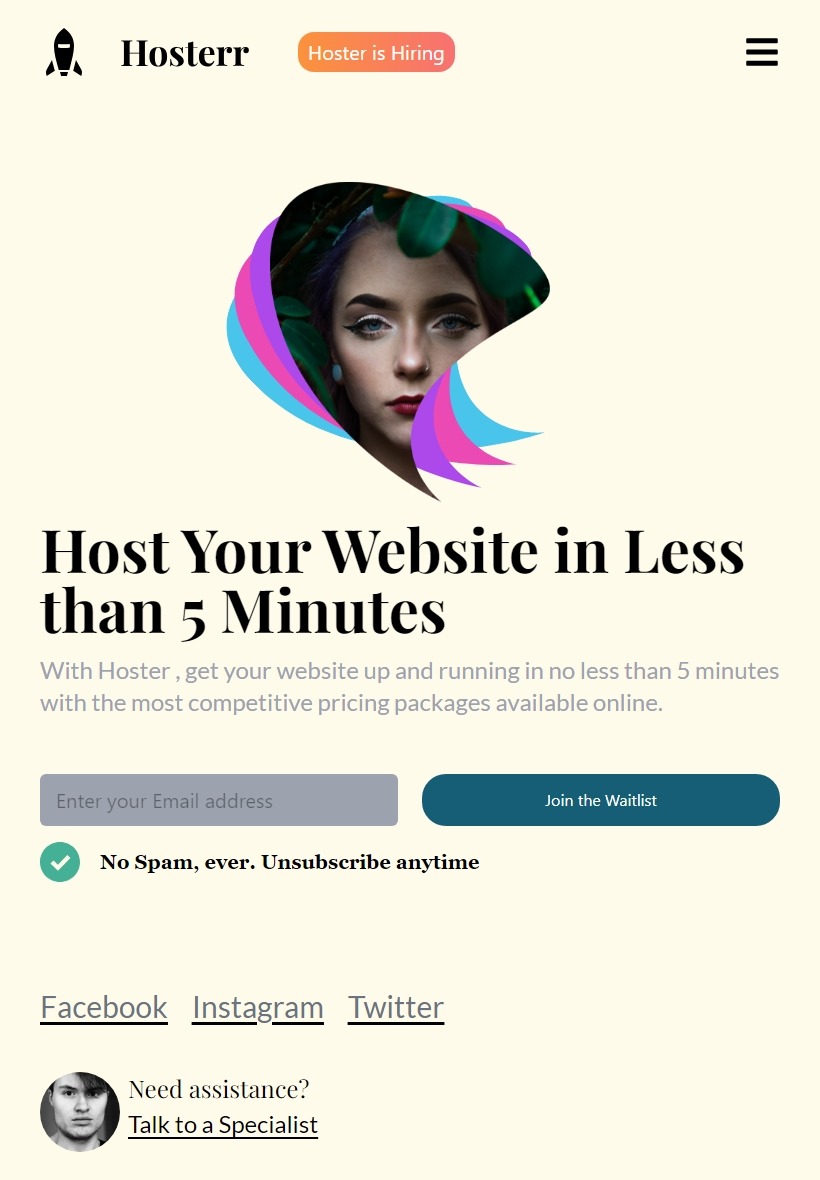 Hosterr
Hoster is Hiring
Host Your Website in Less
than 5 Minutes
With Hoster , get your website up and running in no less than 5 minutes
with the most competitive pricing packages available online.
Enter your Email address
Join the Waitlist
No Spam, ever. Unsubscribe anytime
Facebook Instagram Twitter
Need assistance?
Talk to a Specialist